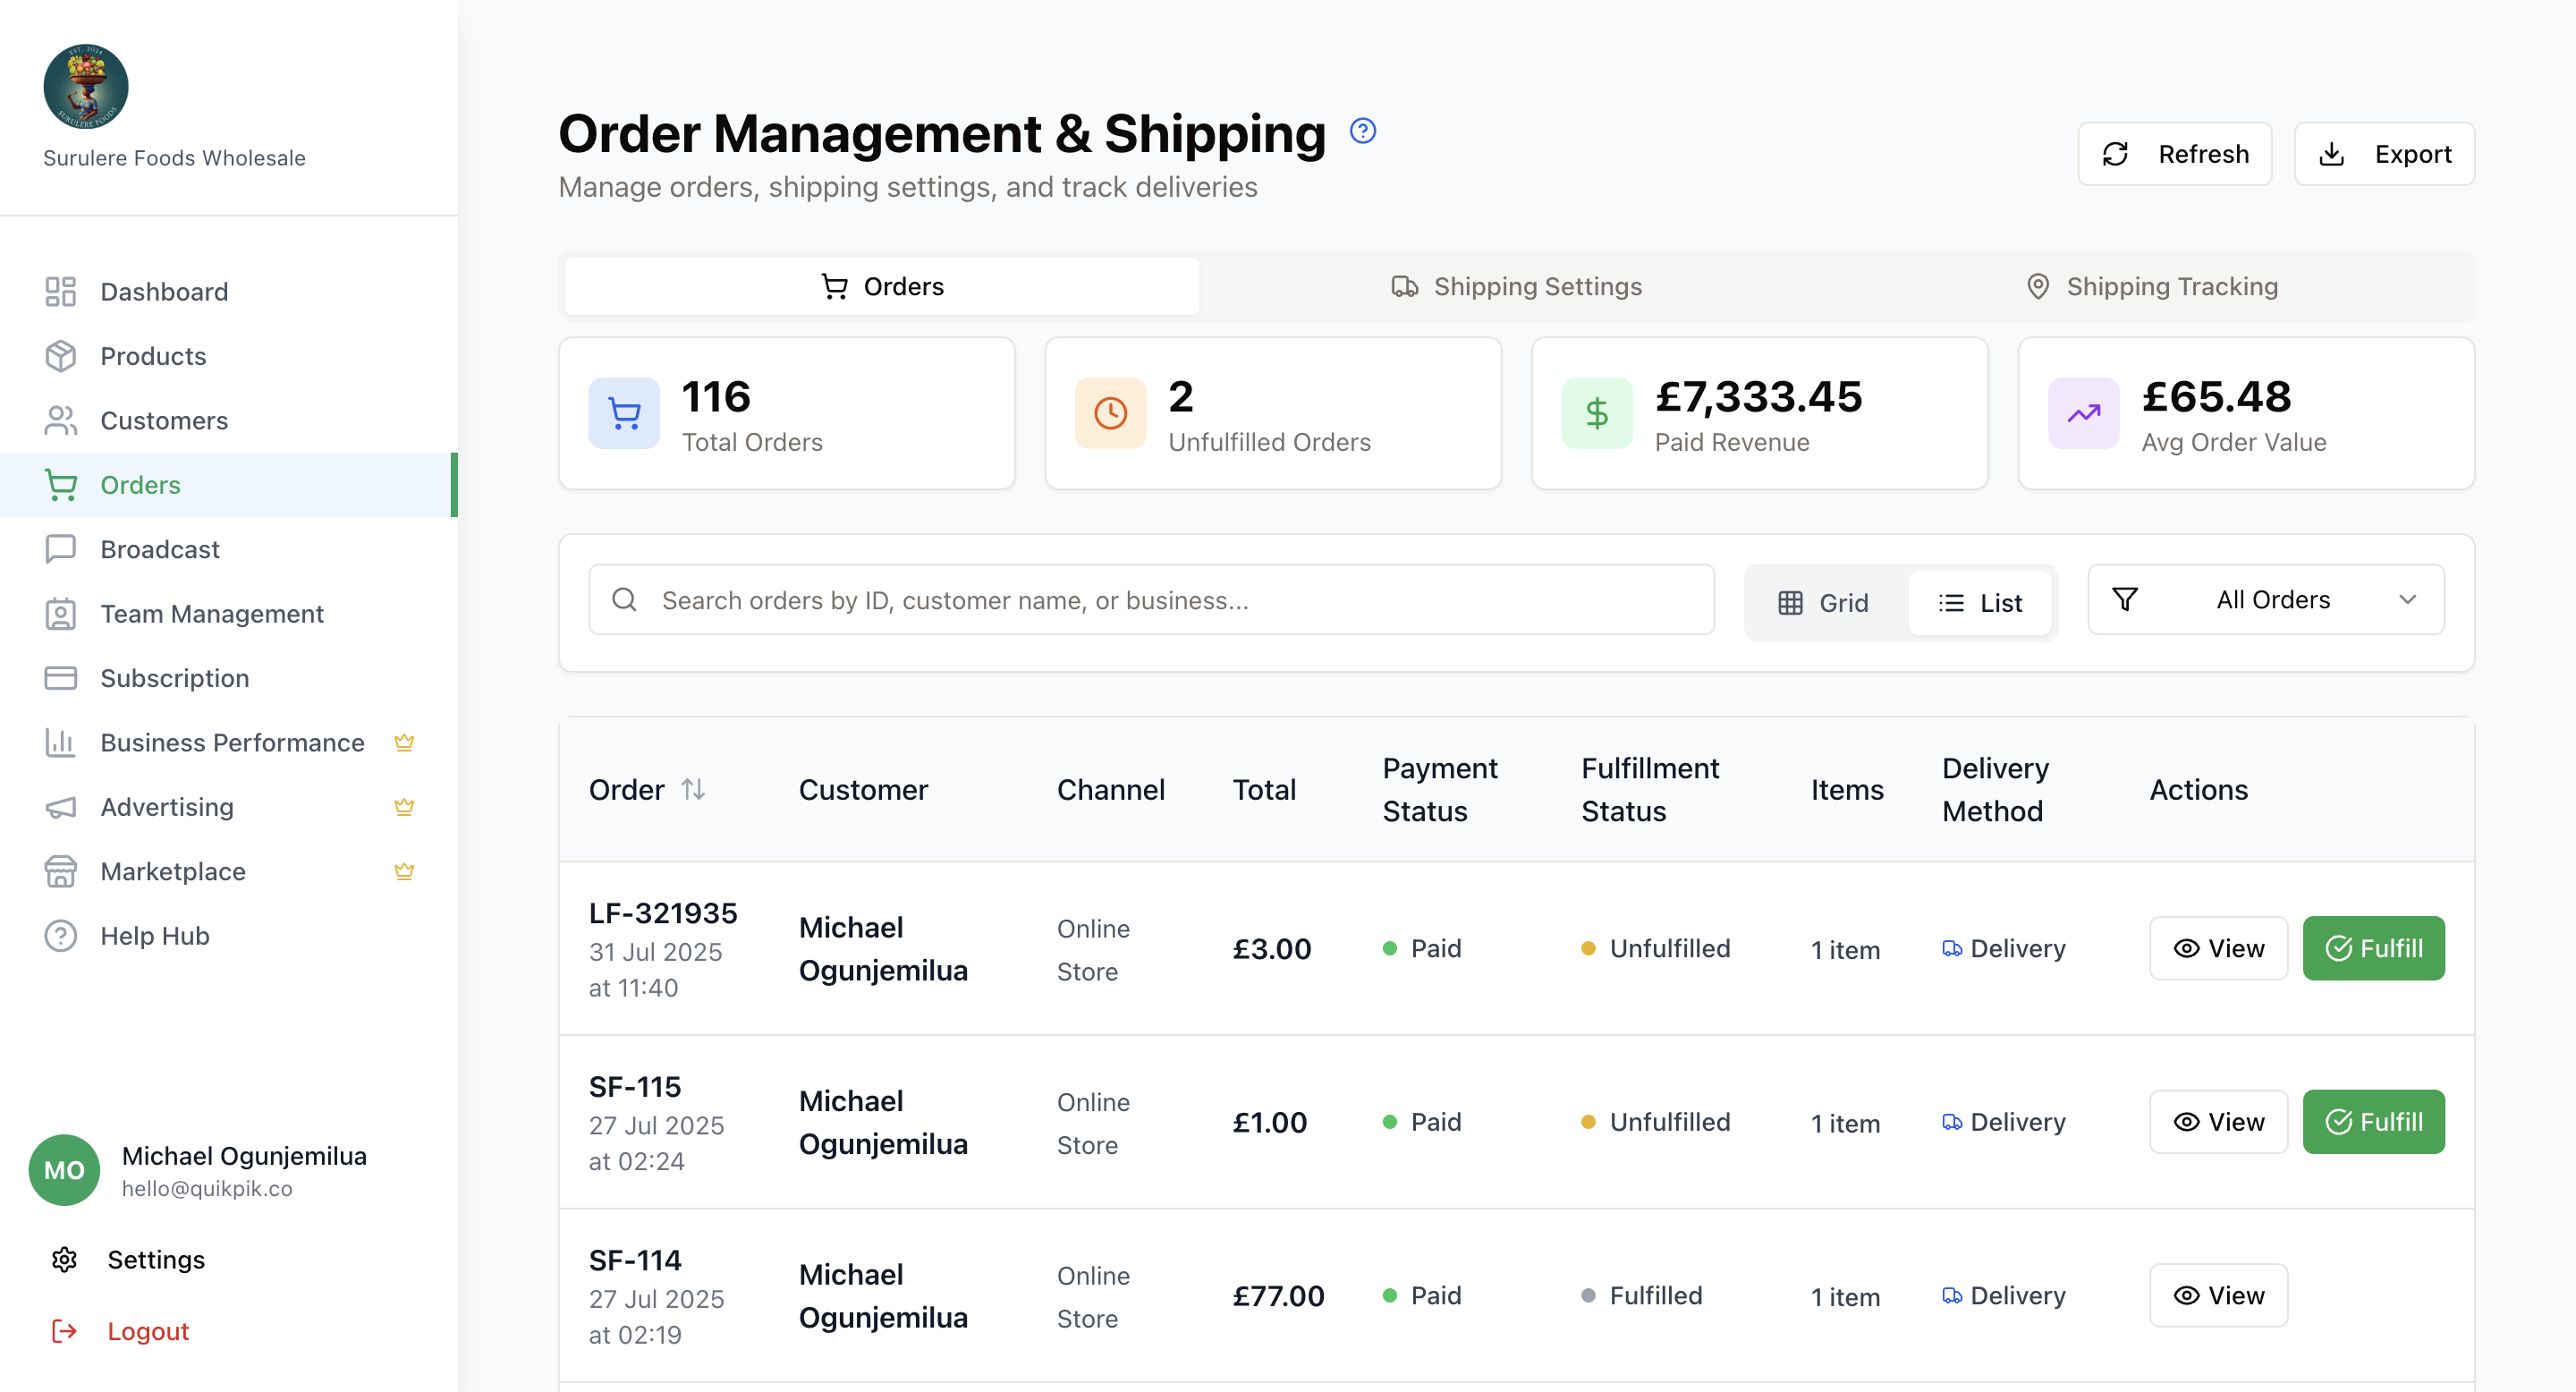 EST. 2024
SURULERE FOODS
Surulere Foods Wholesale
Dashboard
Products
Customers
Orders
Broadcast
Team Management
Subscription
Business Performance
Advertising
Marketplace
Help Hub
MO
Michael Ogunjemilua
hello@quikpik.co
Settings
Logout
Order Management & Shipping
Manage orders, shipping settings, and track deliveries
Refresh
Export
Orders
Shipping Settings
Shipping Tracking
116
Total Orders
2
Unfulfilled Orders
£7,333.45
Paid Revenue
£65.48
Avg Order Value
Search orders by ID, customer name, or business...
Grid
List
All Orders
Order
Customer
Channel
Total
Payment
Status
Fulfillment
Status
Items
Delivery
Method
Actions
LF-321935
31 Jul 2025
at 11:40
Michael
Ogunjemilua
Online
Store
£3.00
Paid
Unfulfilled
1 item
Delivery
View
Fulfill
SF-115
27 Jul 2025
at 02:24
Michael
Ogunjemilua
Online
Store
£1.00
Paid
Unfulfilled
1 item
Delivery
View
Fulfill
SF-114
27 Jul 2025
at 02:19
Michael
Ogunjemilua
Online
Store
£77.00
Paid
Fulfilled
1 item
Delivery
View